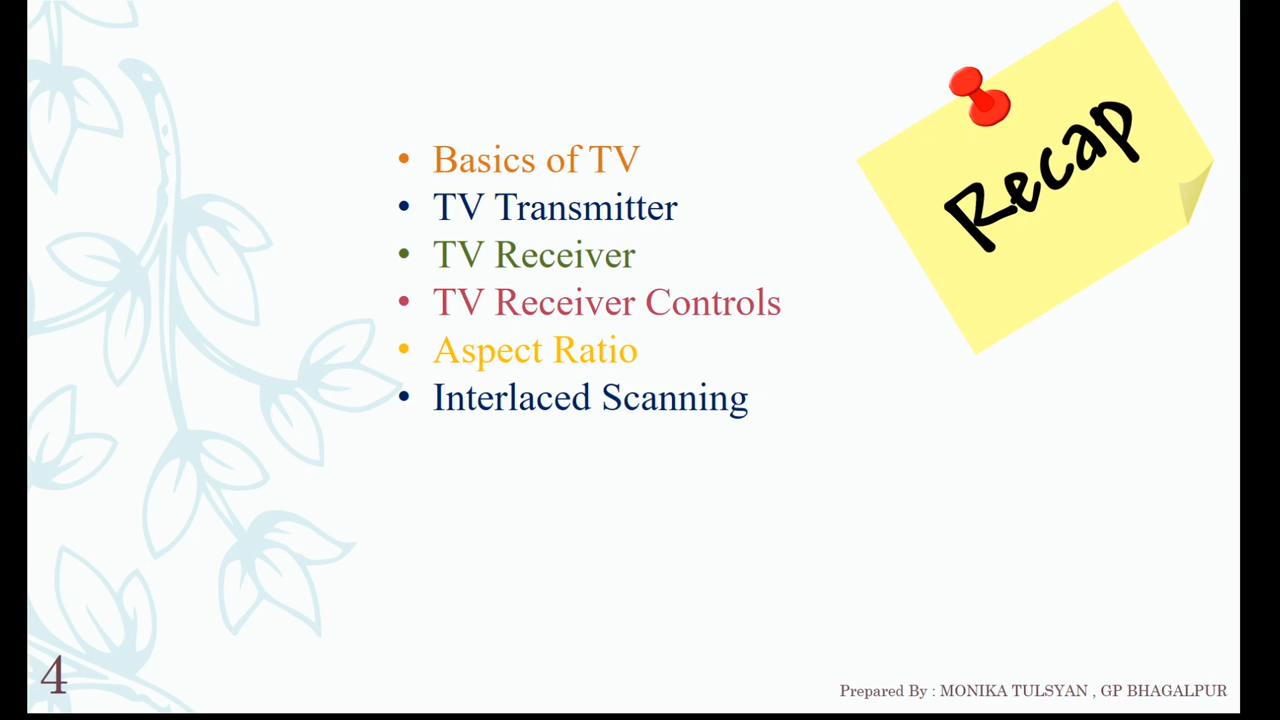 Recap
• Basics of TV
• TV Transmitter
• TV Receiver
• TV Receiver Controls
• Aspect Ratio
• Interlaced Scanning
4
Prepared By : MONIKA TULSYAN , GP BHAGALPUR